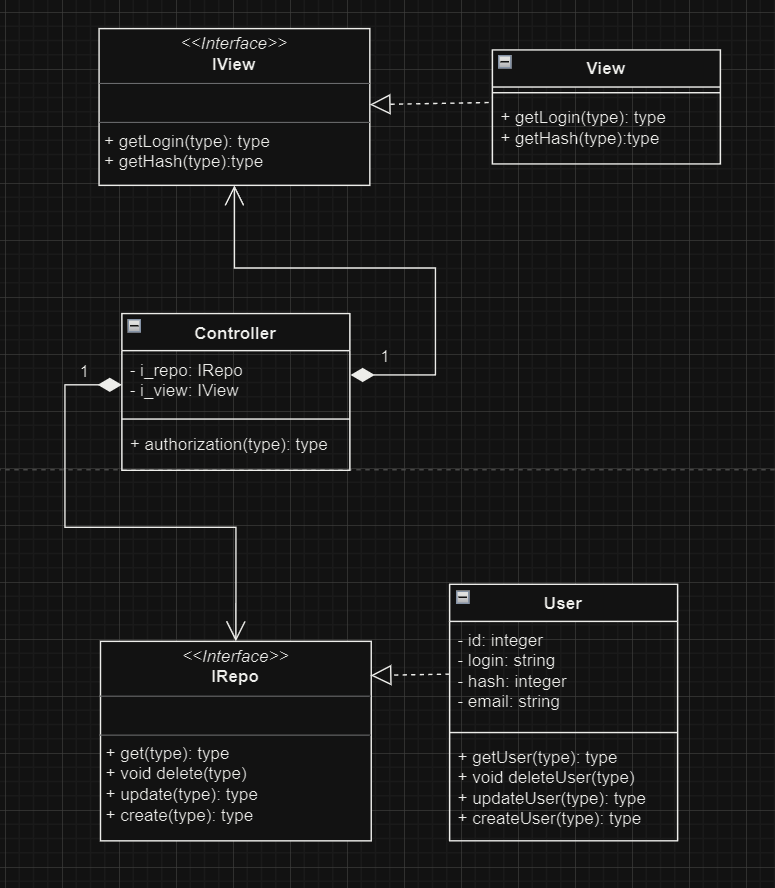 <<Interface>>
IView
+ getLogin(type): type
+ getHash(type):type
View
+ getLogin(type): type
+ getHash(type):type
Controller
- i_repo: IRepo
- i_view: IView
+ authorization(type): type
1
1
<<Interface>>
IRepo
+ get(type): type
+ void delete(type)
+ update(type): type
+ create(type): type
User
- id: integer
- login: string
- hash: integer
- email: string
+ getUser(type): type
+ void deleteUser(type)
+ updateUser(type): type
+ createUser(type): type